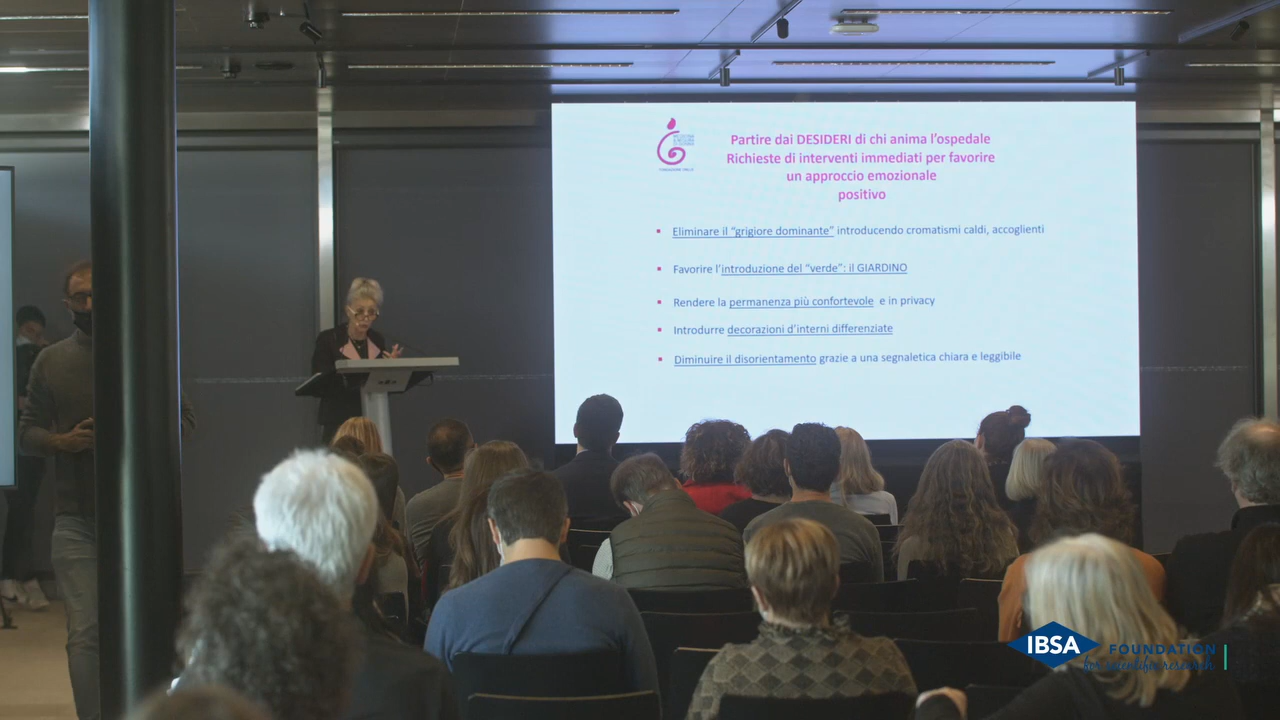 Partire dai DESIDERI di chi anima l'ospedale
Richieste di interventi immediati per favorire
un approccio emozionale
positivo
Eliminare il "grigiore dominante" introducendo cromatismi caldi, accoglienti
Favorire l'introduzione del "verde": il GIARDINO
Rendere la permanenza più confortevole e in privacy
Introdurre decorazioni d'interni differenziate
Diminuire il disorientamento grazie a una segnaletica chiara e leggibile
IBSA FOUNDATION
for scientific research